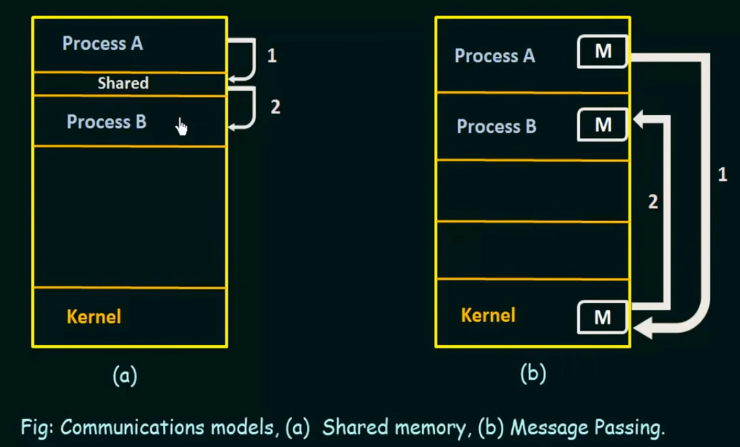 Process A
1
Shared
2
Process B
Kernel
(a)
Process A
M
Process B
M
1
2
Kernel
M
(b)
Fig: Communications models, (a) Shared memory, (b) Message Passing.